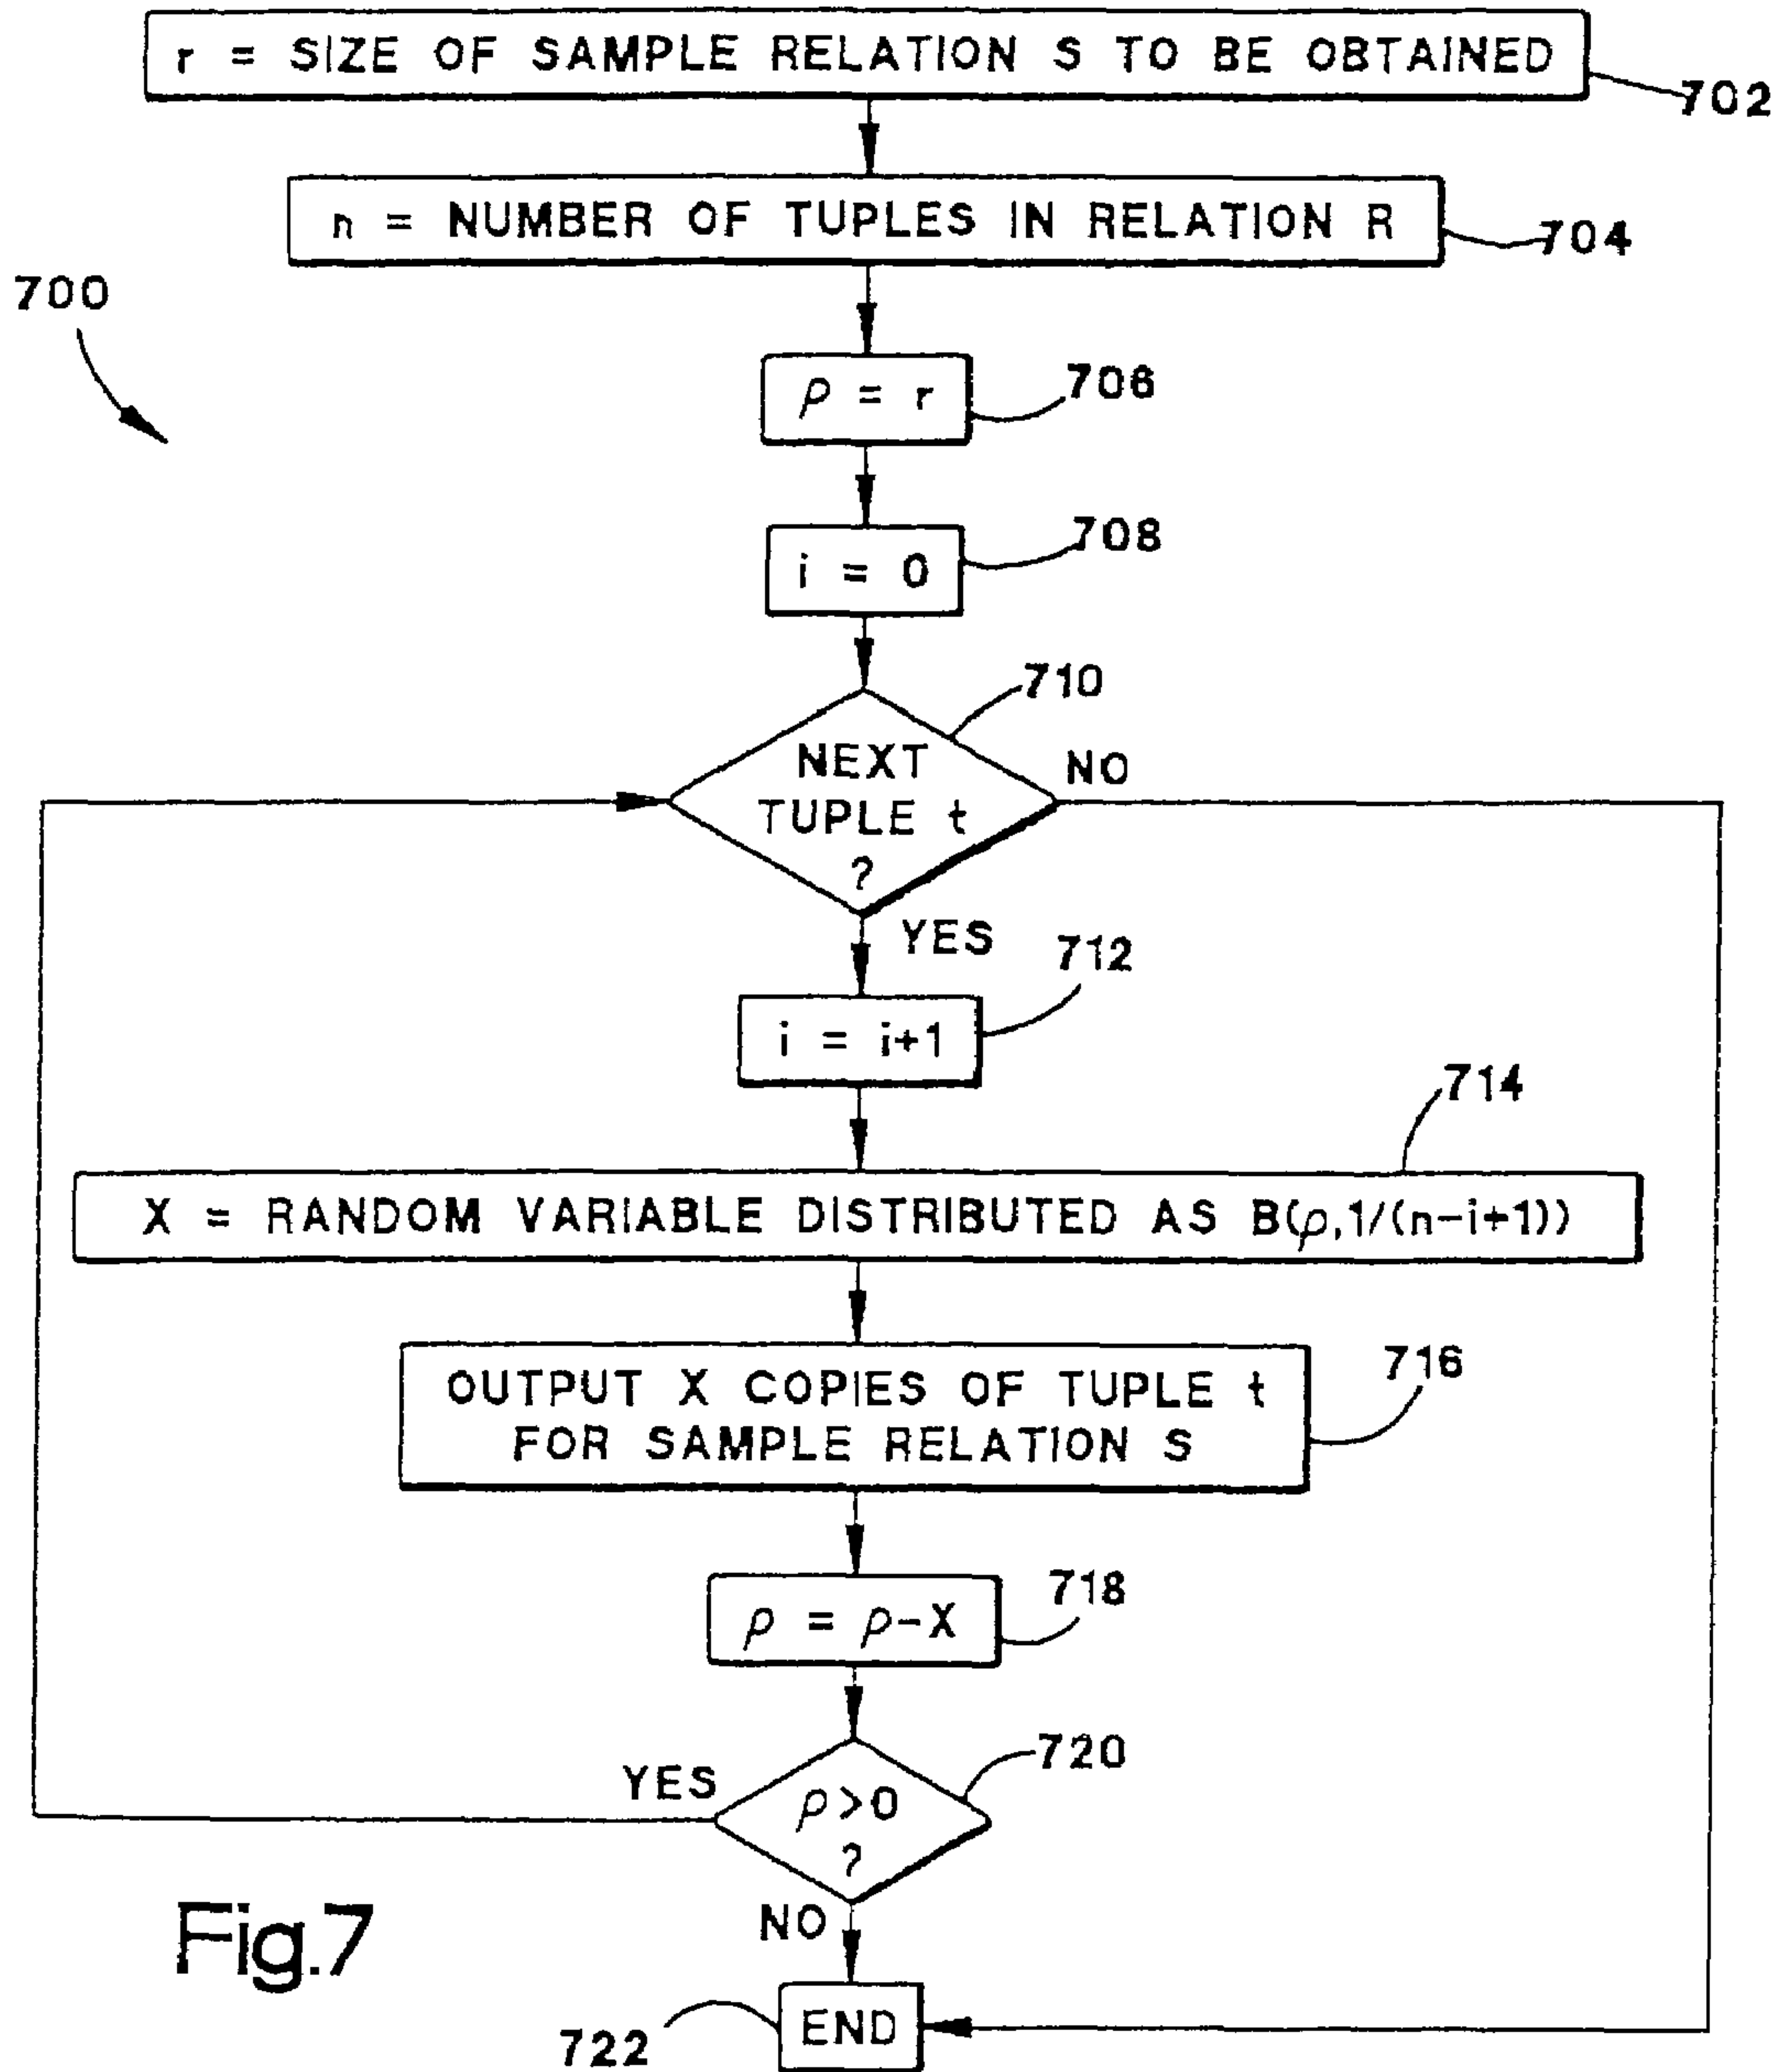 r = SIZE OF SAMPLE RELATION S TO BE OBTAINED
702
n = NUMBER OF TUPLES IN RELATION R
704
700
ρ = r
706
i = 0
708
710
NEXT
TUPLE t
?
NO
YES
712
i = i+1
714
X = RANDOM VARIABLE DISTRIBUTED AS B(ρ,1/(n-i+1))
OUTPUT X COPIES OF TUPLE t
FOR SAMPLE RELATION S
716
ρ = ρ-X
718
720
YES
ρ>0
?
NO
Fig.7
END
722